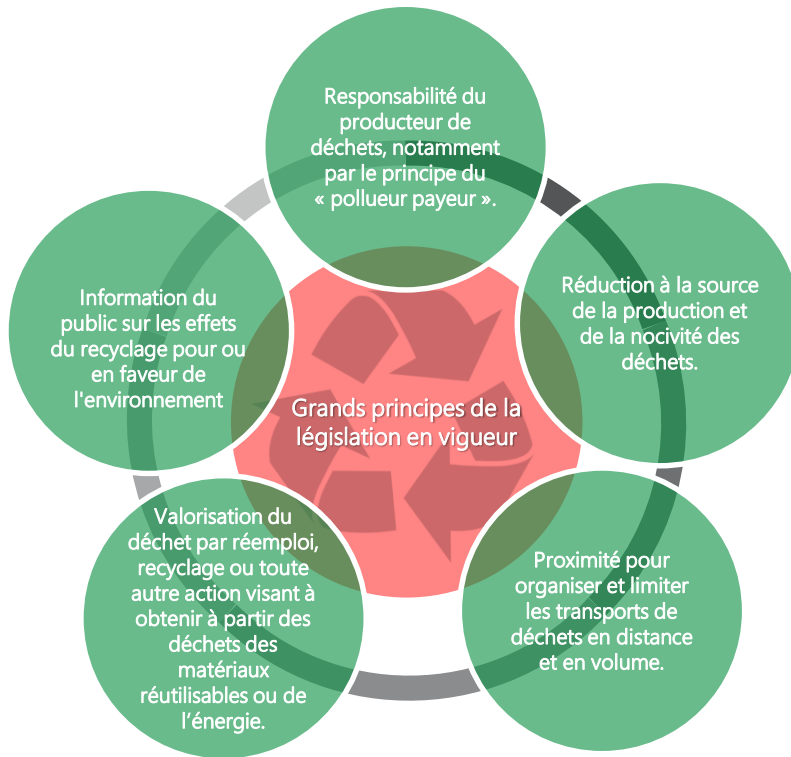 Responsabilité du
producteur de
déchets, notamment
par le principe du
« pollueur payeur ».
Réduction à la source
de la production et
de la nocivité des
déchets.
Proximité pour
organiser et limiter
les transports de
déchets en distance
et en volume.
Valorisation du
déchet par réemploi,
recyclage ou toute
autre action visant à
obtenir à partir des
déchets des
matériaux
réutilisables ou de
l’énergie.
Information du
public sur les effets
du recyclage pour ou
en faveur de
l'environnement
Grands principes de la
législation en vigueur